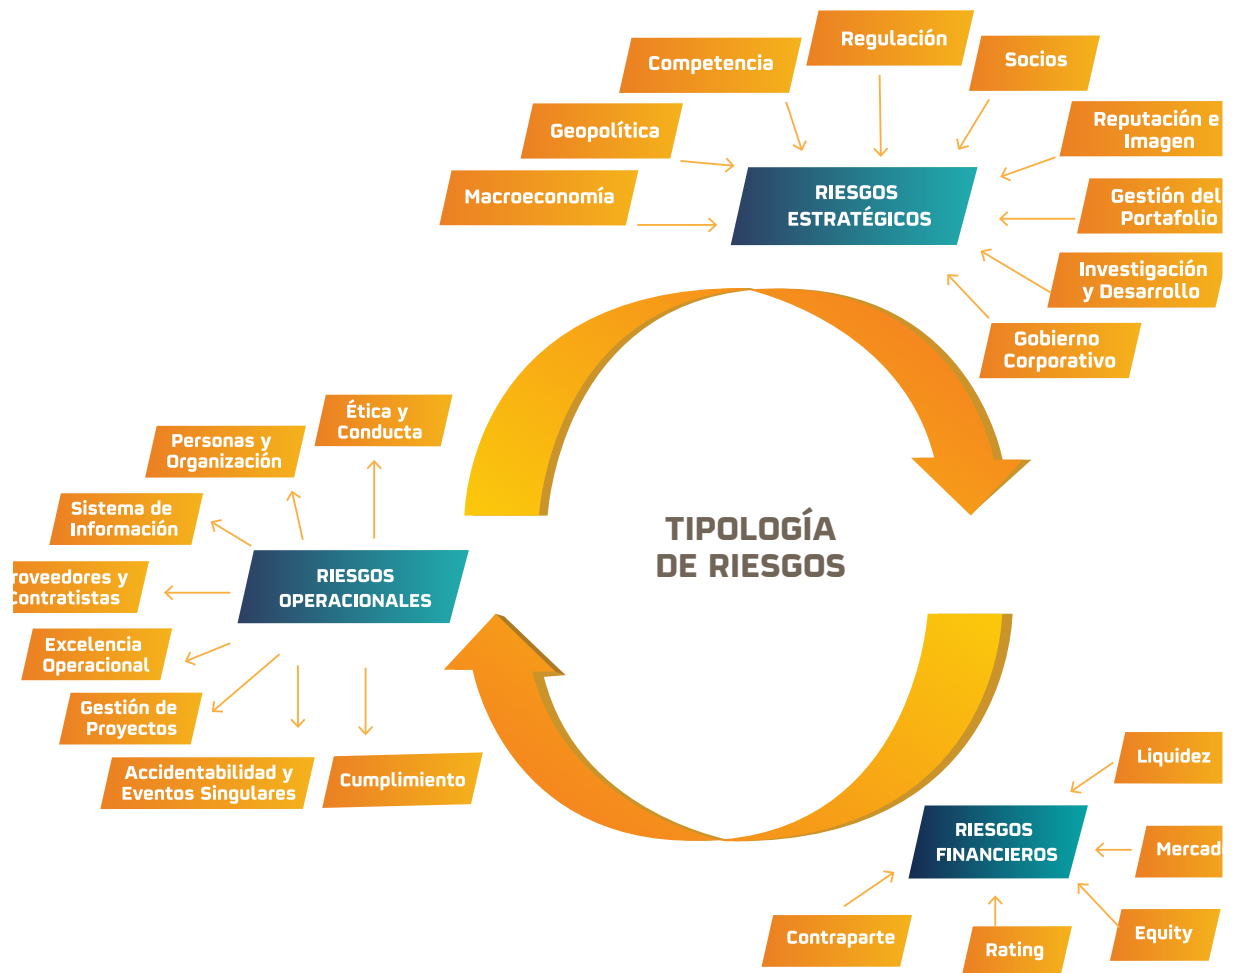 Regulación
Socios
Competencia
Reputación e
Imagen
Geopolítica
Macroeconomía
RIESGOS
ESTRATÉGICOS
Gestión del
Portafolio
Investigación
y Desarrollo
Gobierno
Corporativo
Ética y
Conducta
Personas y
Organización
Sistema de
Información
roveedores y
Contratistas
RIESGOS
OPERACIONALES
Excelencia
Operacional
Gestión de
Proyectos
Accidentabilidad y
Eventos Singulares
Cumplimiento
TIPOLOGÍA
DE RIESGOS
Liquidez
RIESGOS
FINANCIEROS
Mercad
Contraparte
Rating
Equity